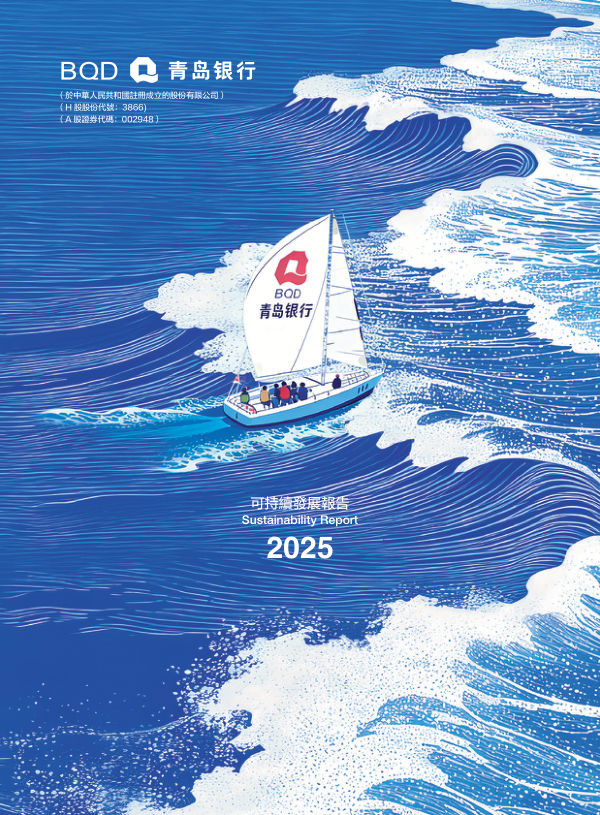 BQD 青岛银行
（於中華人民共和國註冊成立的股份有限公司）
（H 股股份代號：3866）
（A 股證券代碼：002948）
BQD
青岛银行
可持續發展報告
Sustainability Report
2025